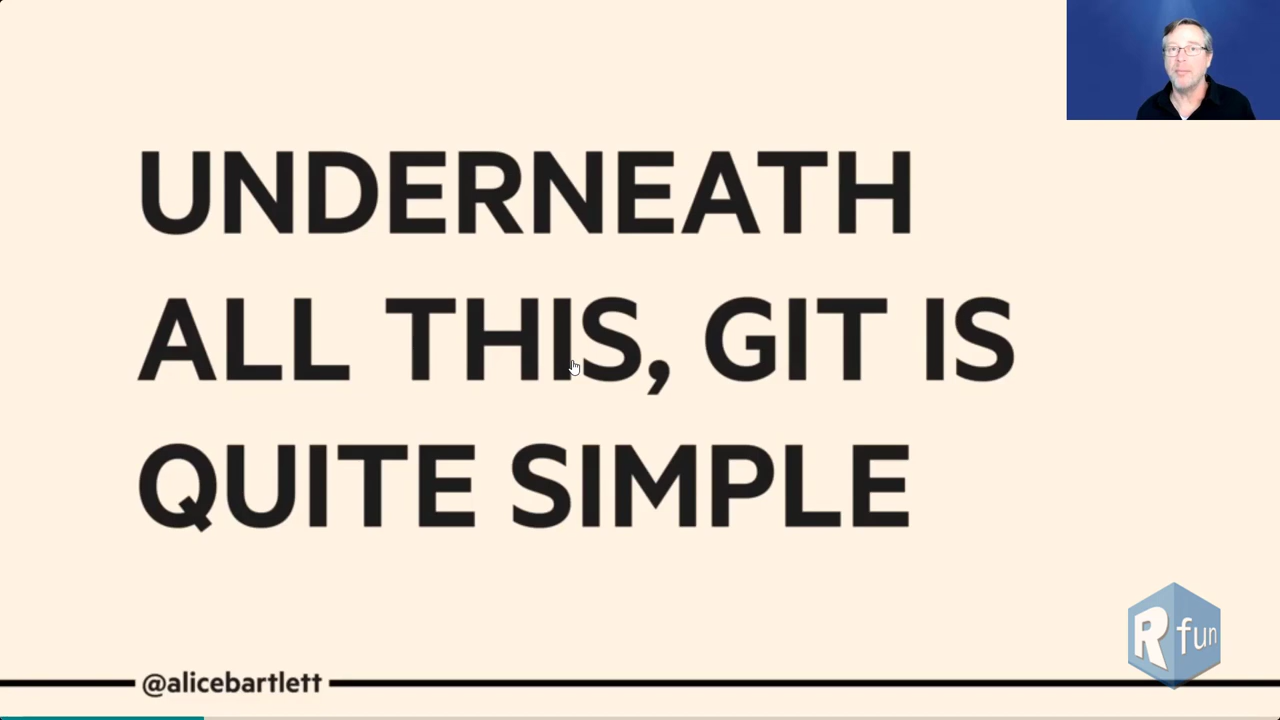 UNDERNEATH
ALL THIS, GIT IS
QUITE SIMPLE
R fun
@alicebartlett